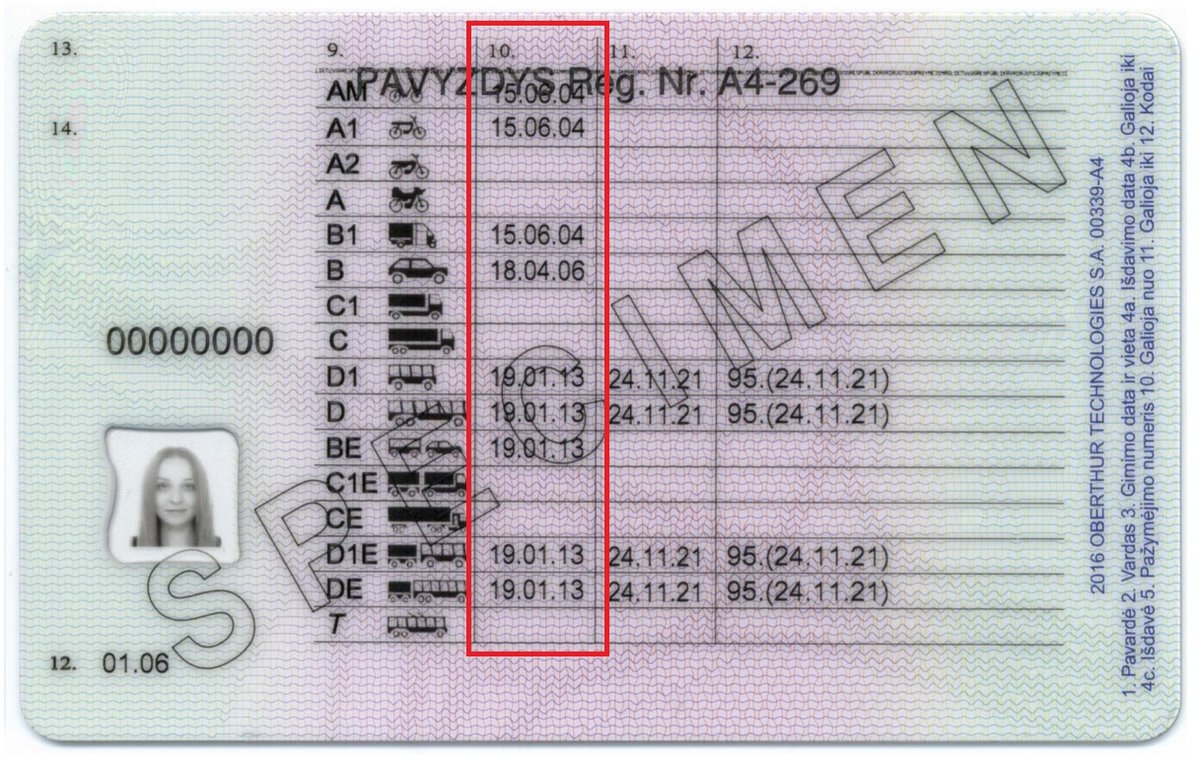 13.
14.
00000000
12. 01.06
9. 10. 11. 12.
PAVYZDYS Reg. Nr. A4-269
AM 15.06.04
A1 15.06.04
A2
A
B1 15.06.04
B 18.04.06
C1
C
D1 19.01.13 24.11.21 95.(24.11.21)
D 19.01.13 24.11.21 95.(24.11.21)
BE 19.01.13
C1E
CE
D1E 19.01.13 24.11.21 95.(24.11.21)
DE 19.01.13 24.11.21 95.(24.11.21)
T
SPECIMEN
2016 OBERTHUR TECHNOLOGIES S.A. 00339-A4
1. Pavardė 2. Vardas 3. Gimimo data ir vieta 4a. Išdavimo data 4b. Galioja iki
4c. Išdavė 5. Pažymėjimo numeris 10. Galioja nuo 11. Galioja iki 12. Kodai